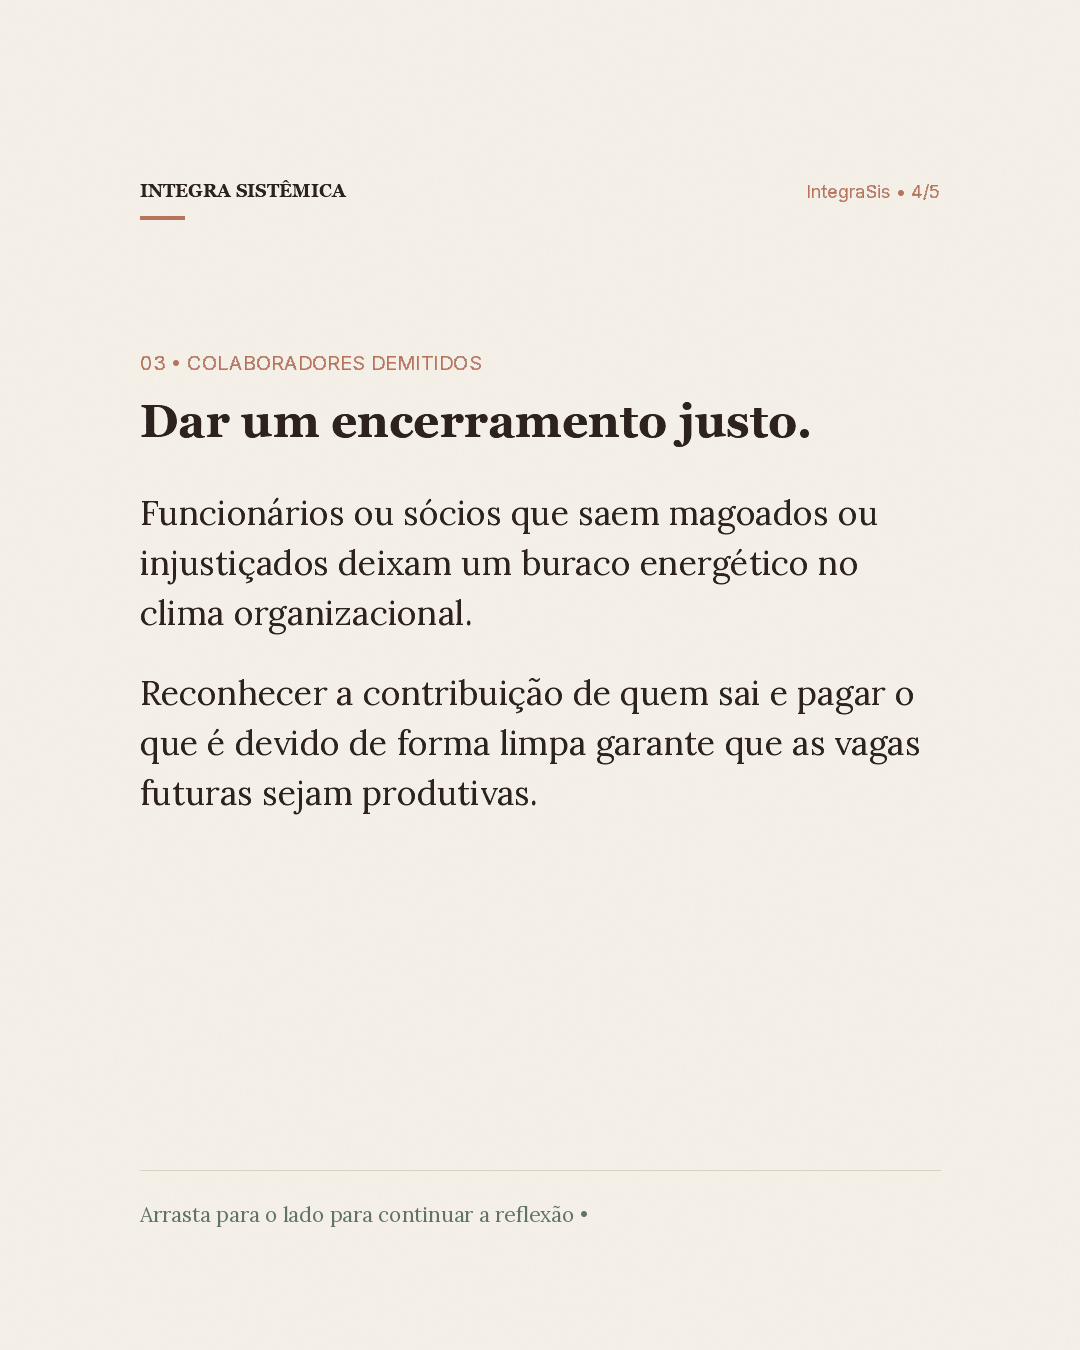 INTEGRA SISTÊMICA
IntegraSis • 4/5
03 • COLABORADORES DEMITIDOS
Dar um encerramento justo.
Funcionários ou sócios que saem magoados ou
injustiçados deixam um buraco energético no
clima organizacional.
Reconhecer a contribuição de quem sai e pagar o
que é devido de forma limpa garante que as vagas
futuras sejam produtivas.
Arrasta para o lado para continuar a reflexão •